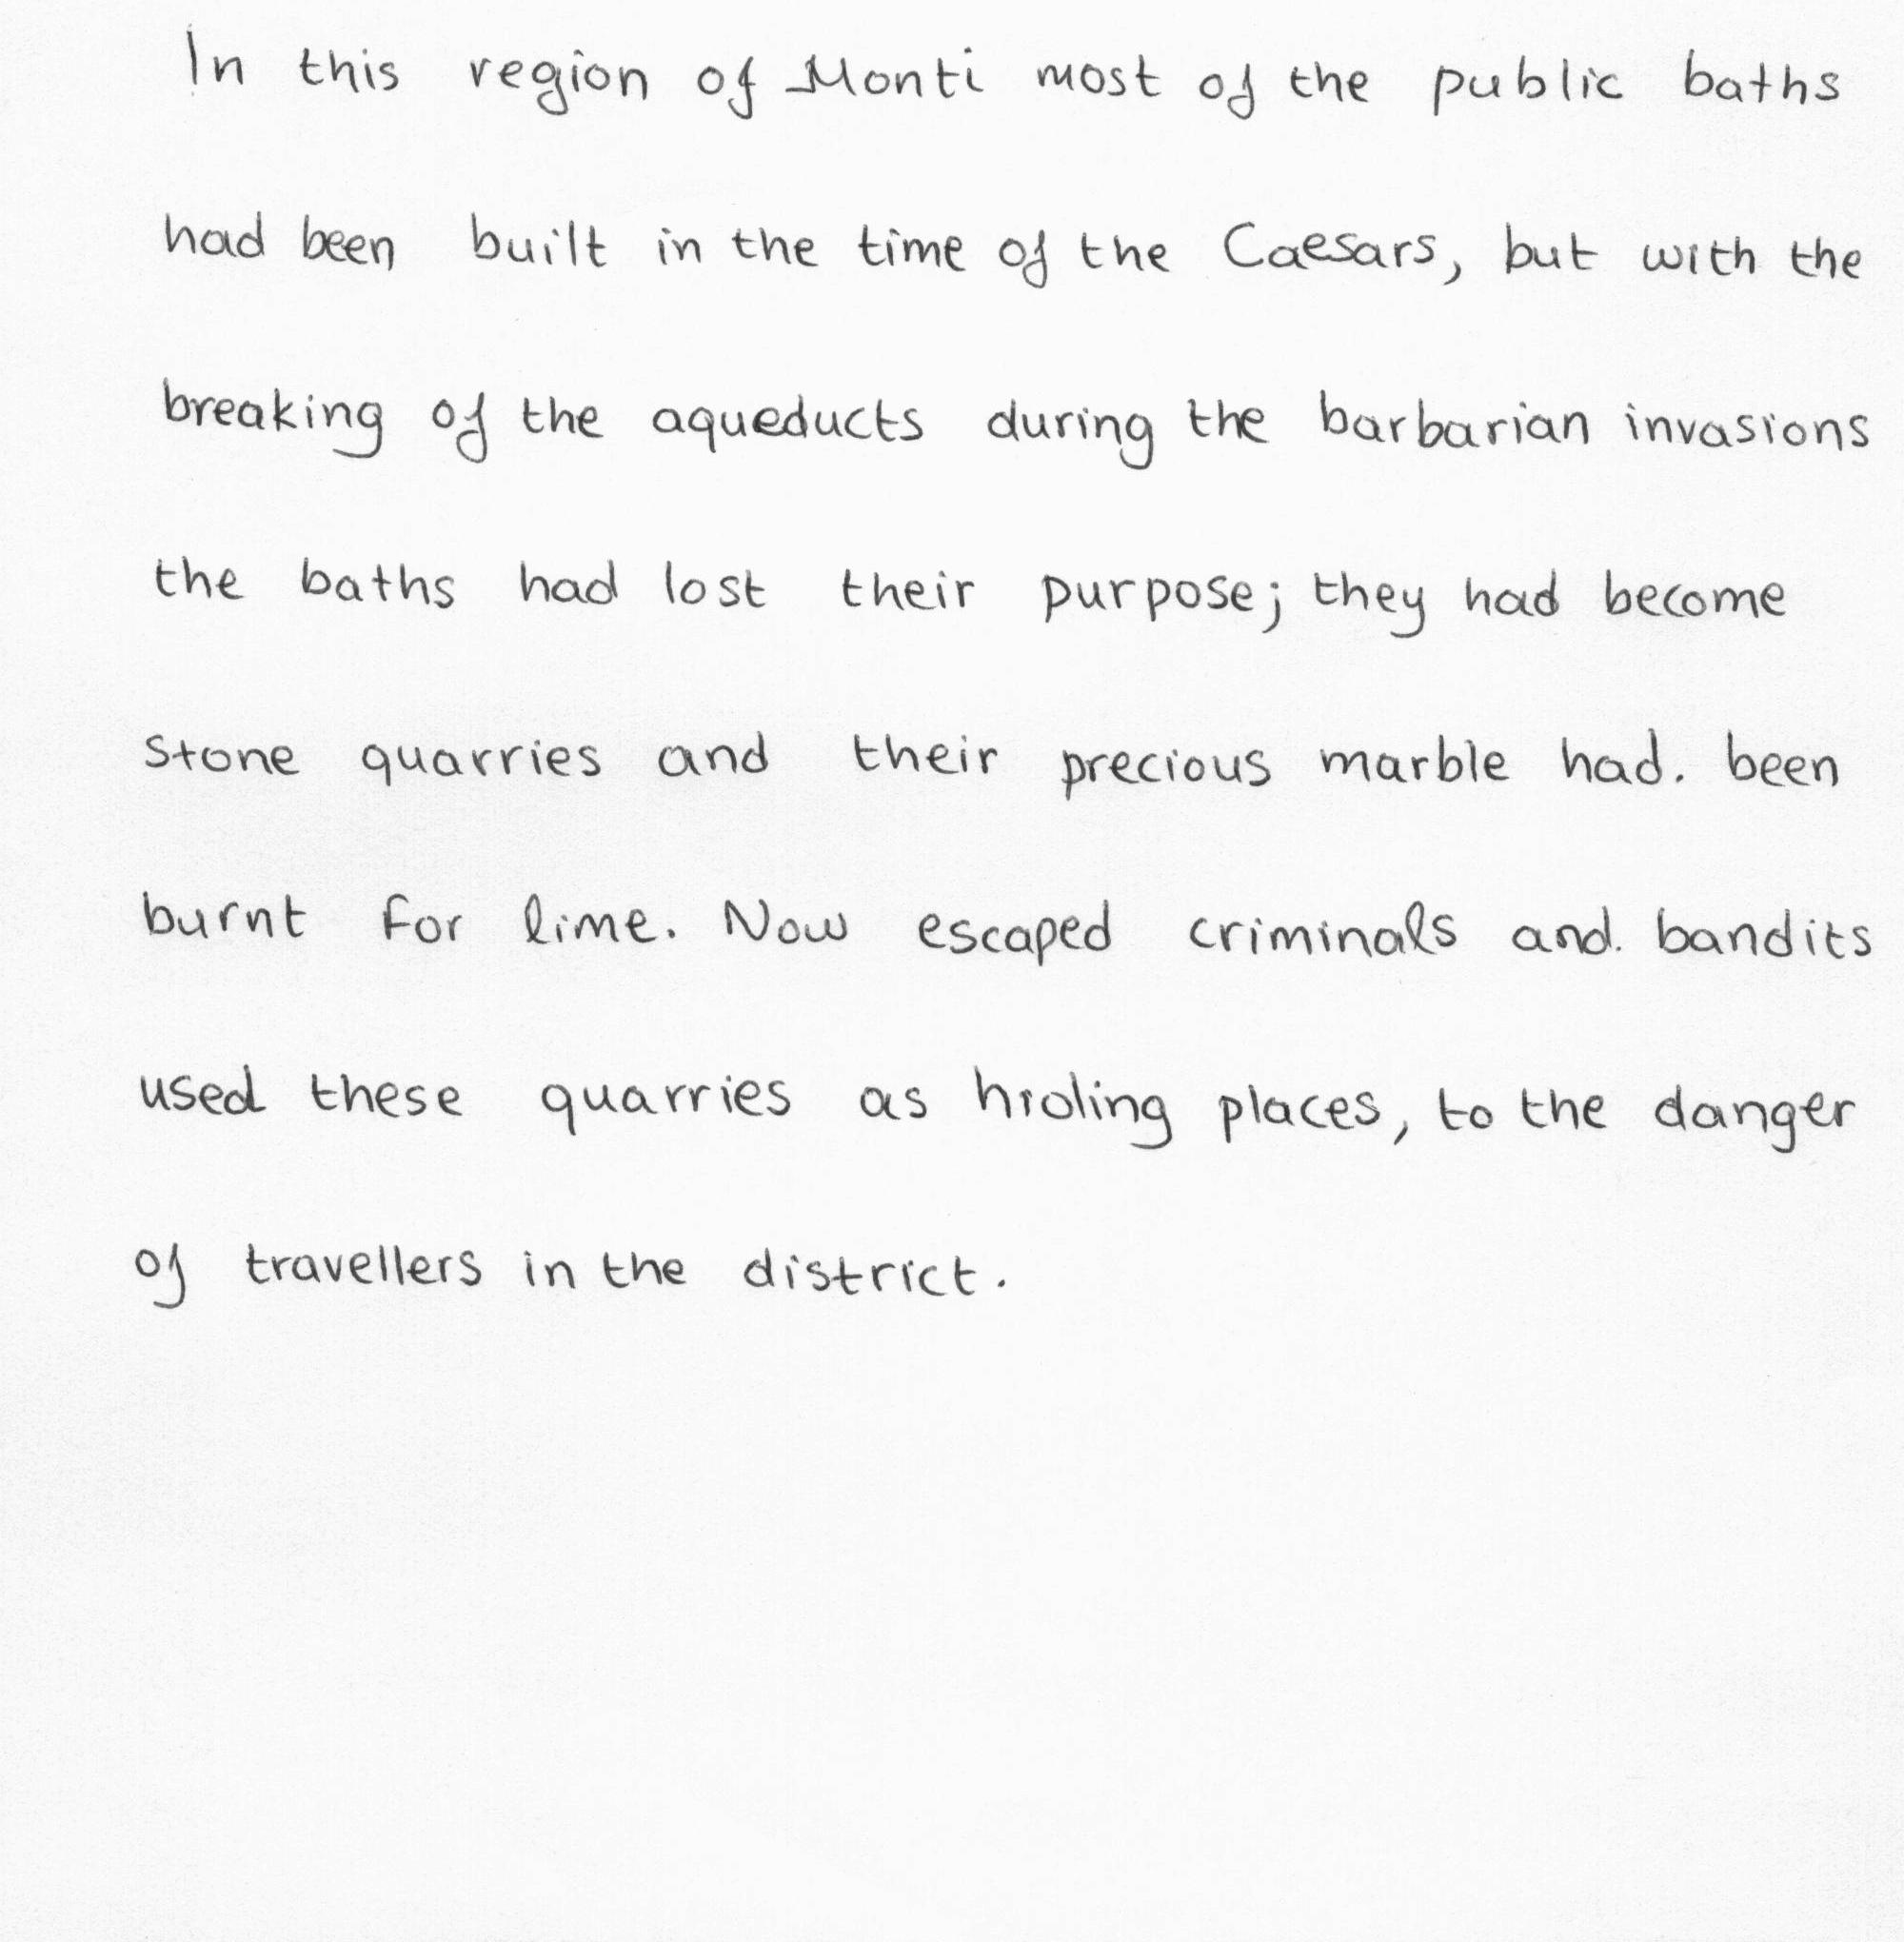 In this region of Monti most of the public baths
had been built in the time of the Caesars, but with the
breaking of the aqueducts during the barbarian invasions
the baths had lost their purpose; they had become
stone quarries and their precious marble had. been
burnt for lime. Now escaped criminals and. bandits
used these quarries as hiding places, to the danger
of travellers in the district.